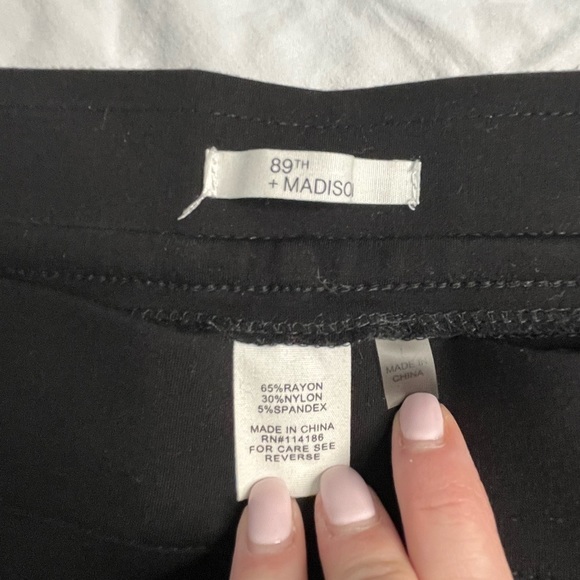 89TH
+ MADISO
65%RAYON
30%NYLON
5%SPANDEX
MADE IN CHINA
RN#114186
FOR CARE SEE
REVERSE
MADE IN
CHINA